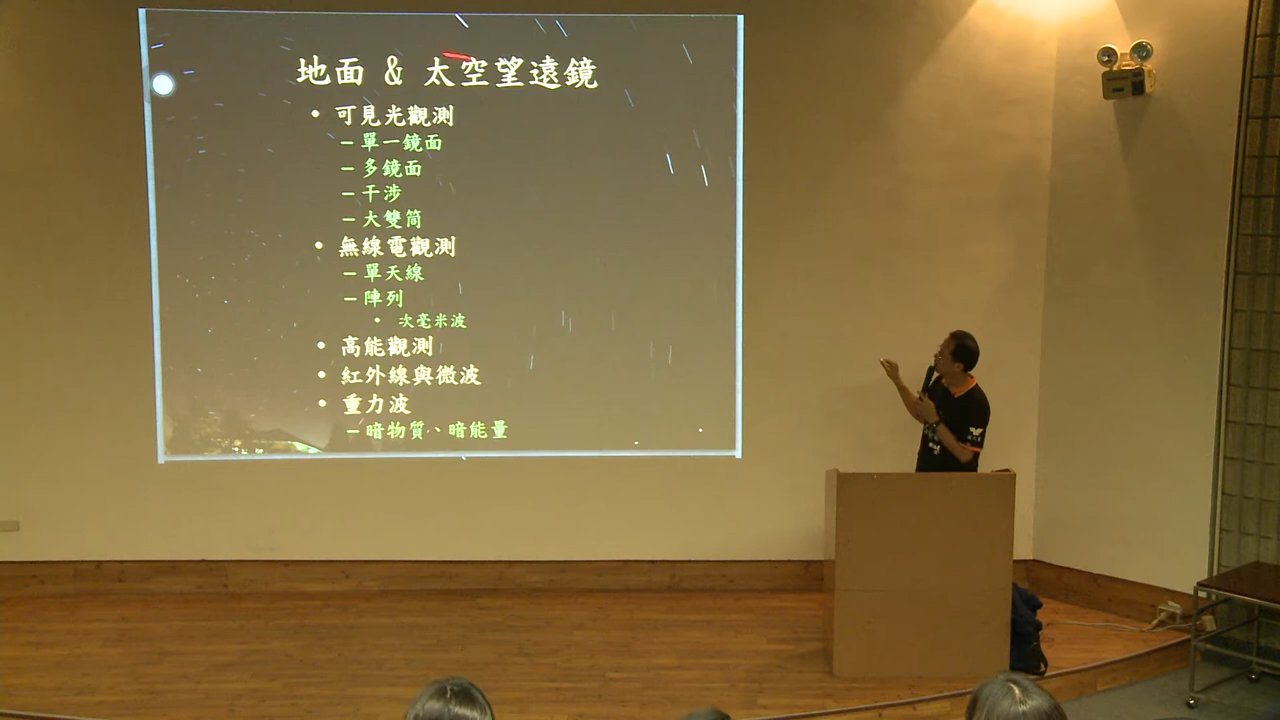 地面 & 太空望遠鏡
• 可見光觀測
– 單一鏡面
– 多鏡面
– 干涉
– 大雙筒
• 無線電觀測
– 單天線
– 陣列
• 次毫米波
• 高能觀測
• 紅外線與微波
• 重力波
– 暗物質、暗能量